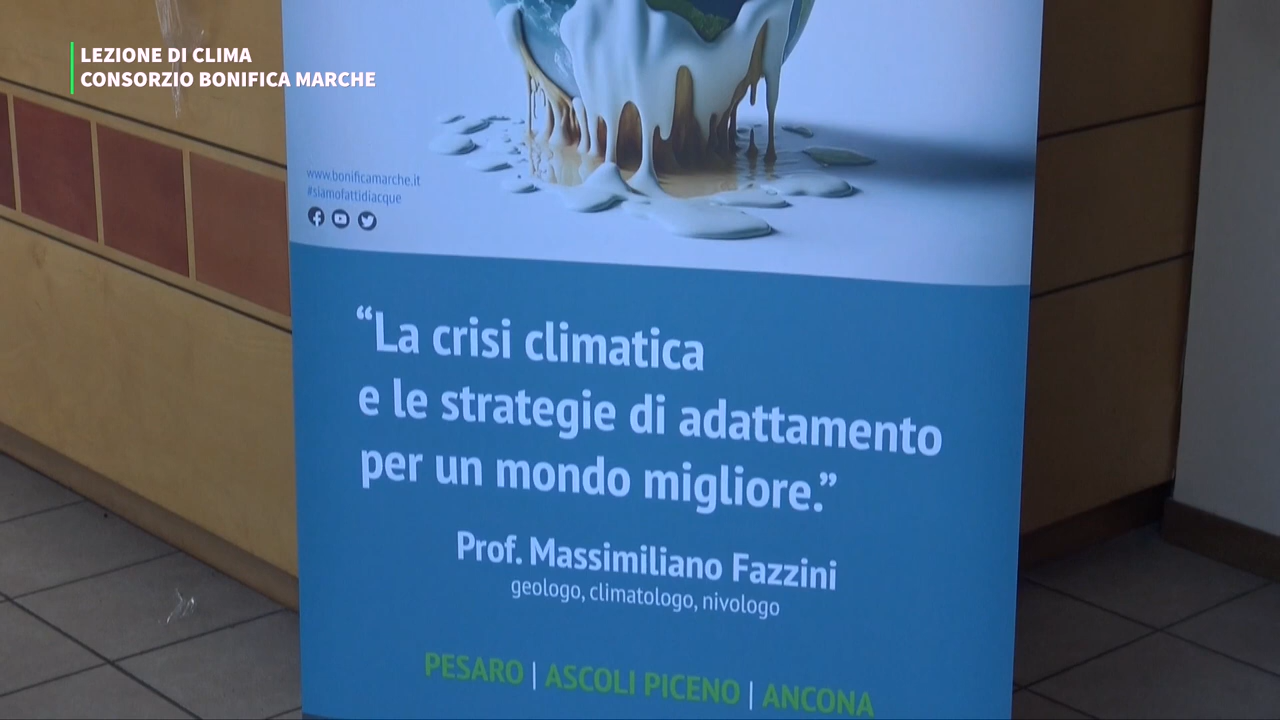 LEZIONE DI CLIMA
CONSORZIO BONIFICA MARCHE
www.bonificamarche.it
#siamofattidiacque
“La crisi climatica
e le strategie di adattamento
per un mondo migliore.”
Prof. Massimiliano Fazzini
geologo, climatologo, nivologo
PESARO | ASCOLI PICENO | ANCONA